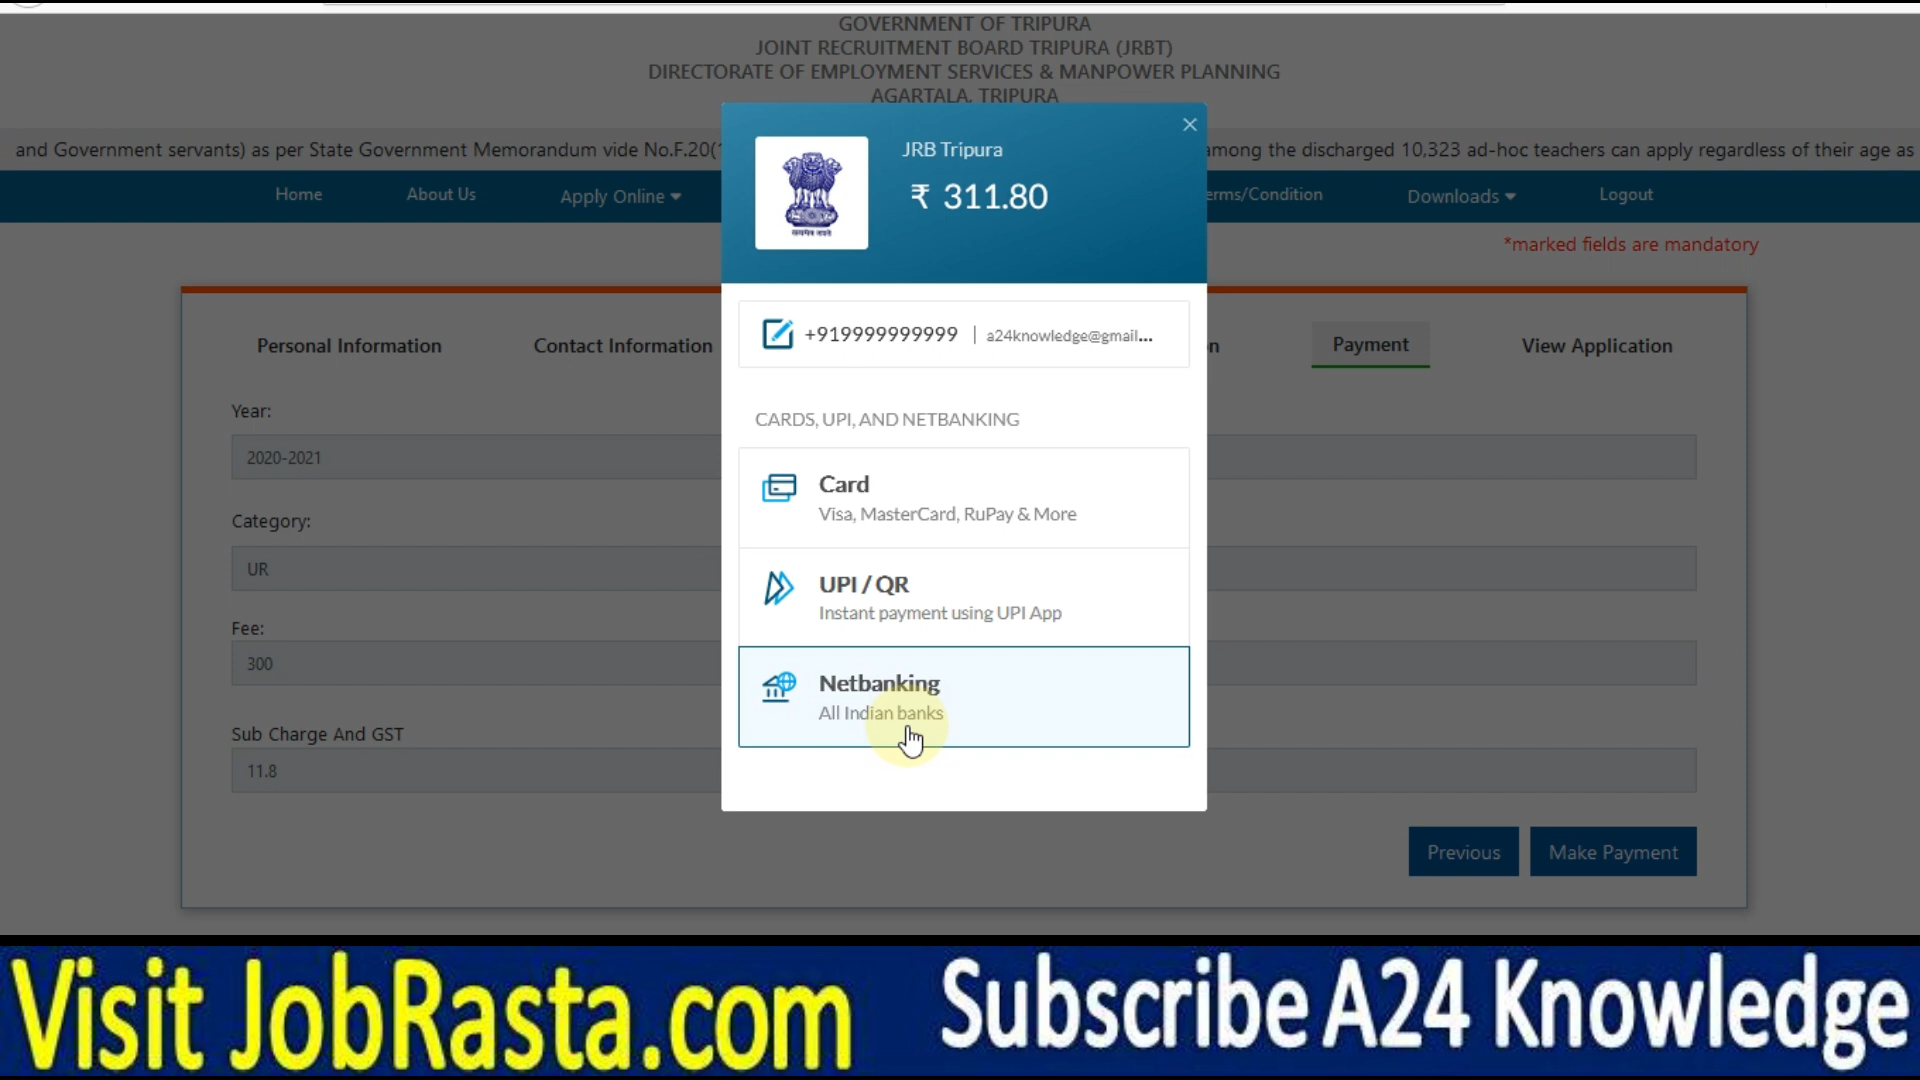 GOVERNMENT OF TRIPURA
JOINT RECRUITMENT BOARD TRIPURA (JRBT)
DIRECTORATE OF EMPLOYMENT SERVICES & MANPOWER PLANNING
AGARTALA, TRIPURA
and Government servants) as per State Government Memorandum vide No.F.20( among the discharged 10,323 ad-hoc teachers can apply regardless of their age as
Home About Us Apply Online erms/Condition Downloads Logout
*marked fields are mandatory
JRB Tripura
₹ 311.80
सत्यमेव जयते
+919999999999 | a24knowledge@gmail...
Personal Information Contact Information n Payment View Application
CARDS, UPI, AND NETBANKING
Card
Visa, MasterCard, RuPay & More
UPI / QR
Instant payment using UPI App
Netbanking
All Indian banks
Year:
2020-2021
Category:
UR
Fee:
300
Sub Charge And GST
11.8
Previous Make Payment
Visit JobRasta.com Subscribe A24 Knowledge